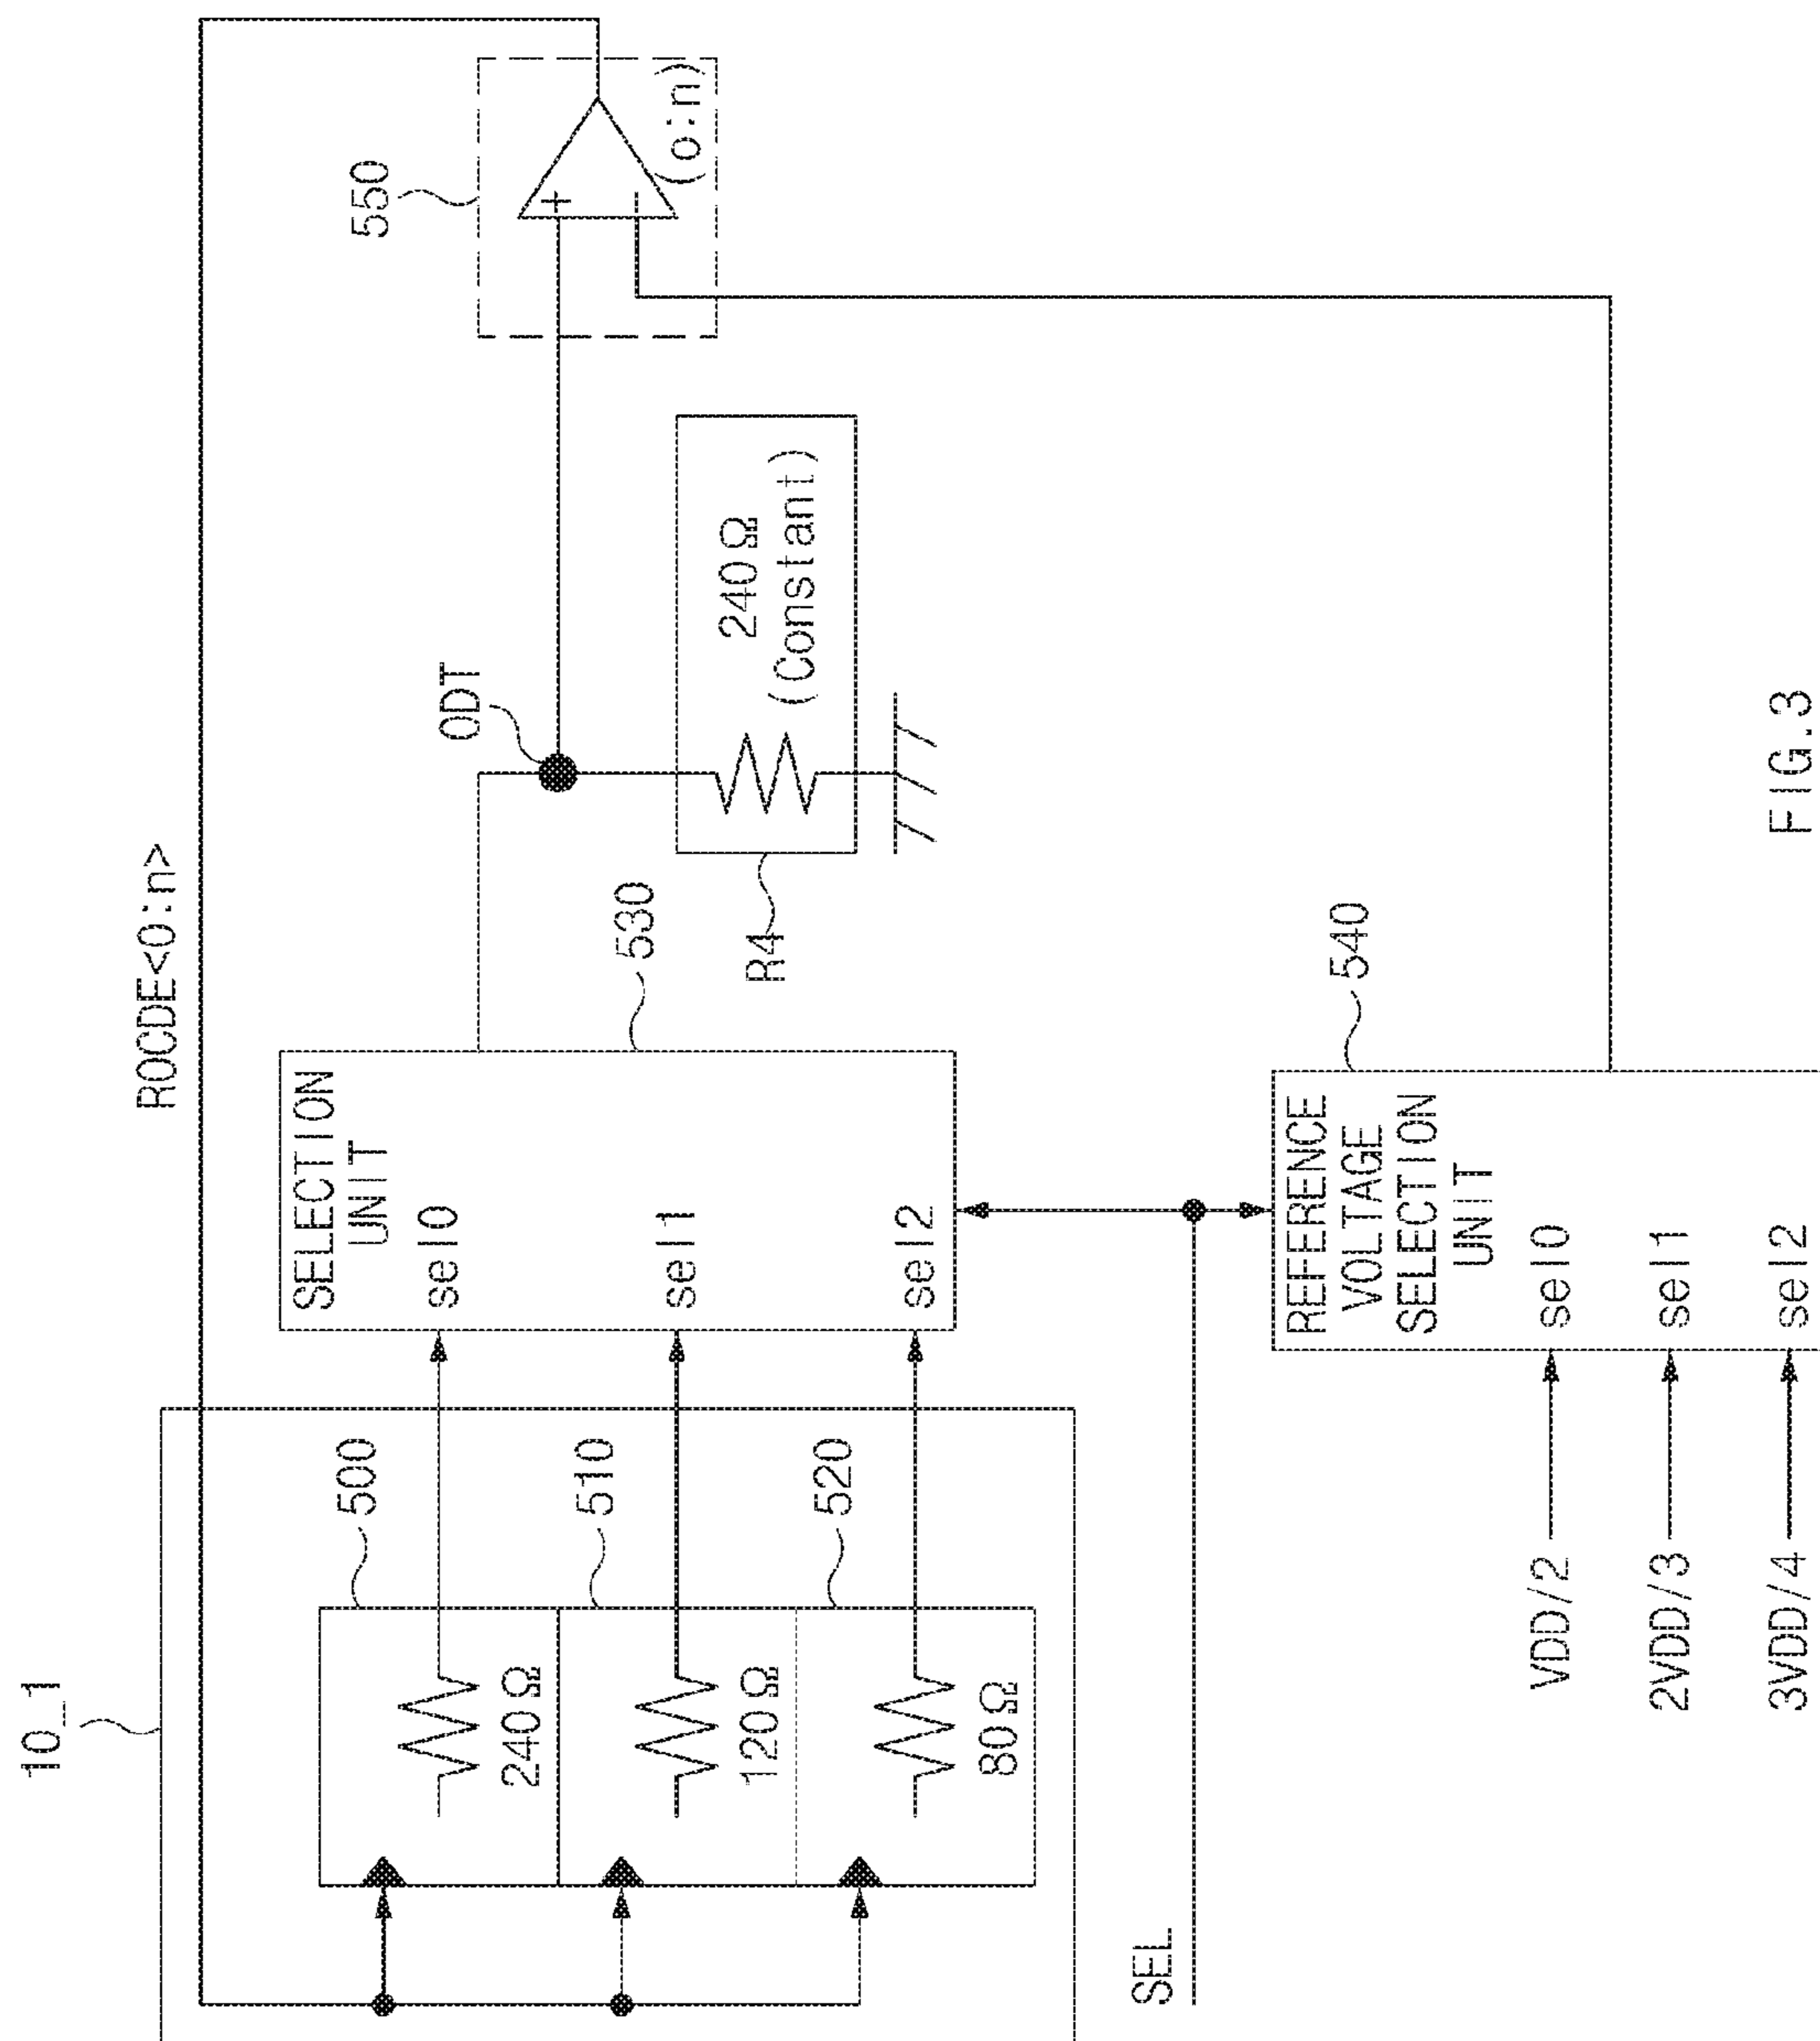 10_1
ROCDE<0:n>
500
240Ω
510
120Ω
520
80Ω
SELECTION
UNIT
sel0
sel1
sel2
530
ODT
R4
240Ω
(Constant)
550
+
−
(o:n)
SEL
540
REFERENCE
VOLTAGE
SELECTION
UNIT
sel0
sel1
sel2
VDD/2
2VDD/3
3VDD/4
FIG.3